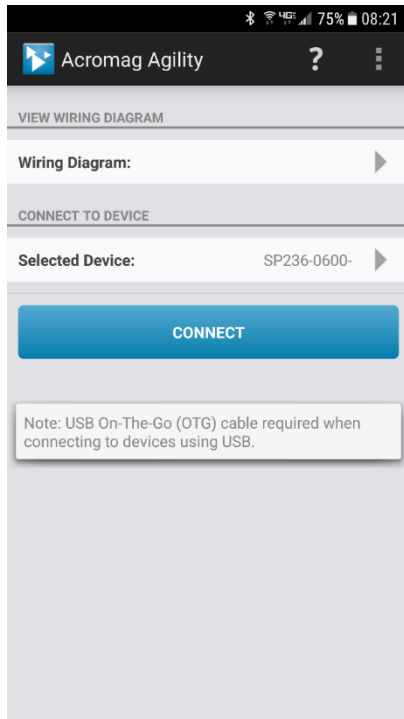 4G 75% 08:21
Acromag Agility ?
VIEW WIRING DIAGRAM
Wiring Diagram:
CONNECT TO DEVICE
Selected Device: SP236-0600-
CONNECT
Note: USB On-The-Go (OTG) cable required when
connecting to devices using USB.